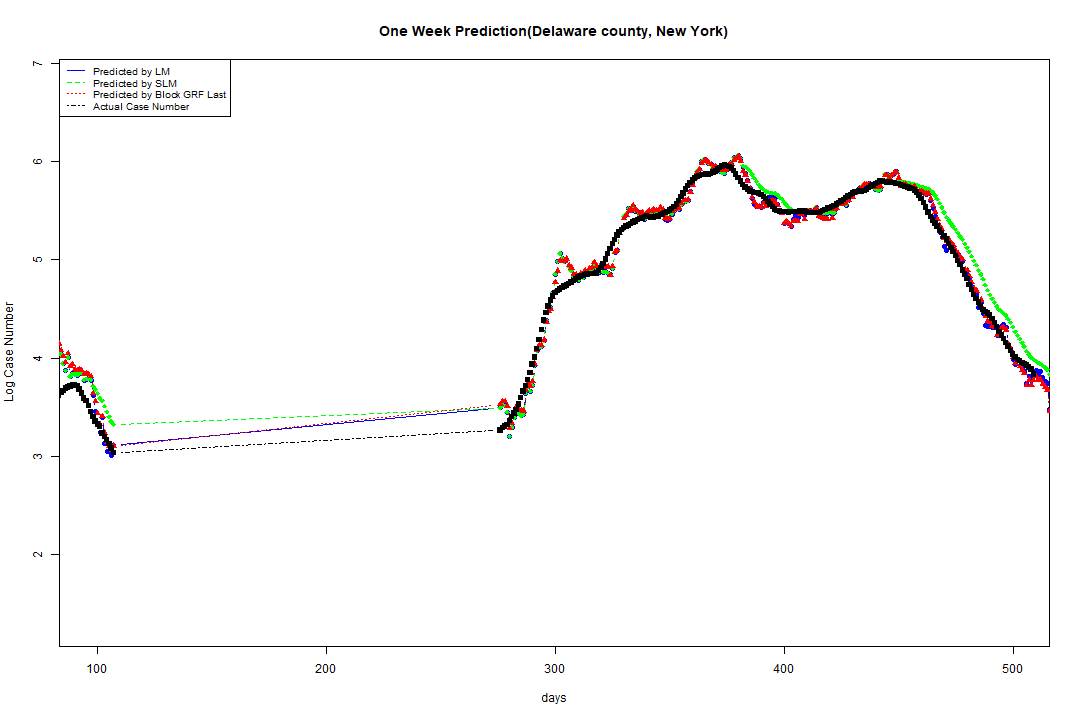 One Week Prediction(Delaware county, New York)
Predicted by LM
Predicted by SLM
Predicted by Block GRF Last
Actual Case Number
Log Case Number
7
6
5
4
3
2
100 200 300 400 500
days